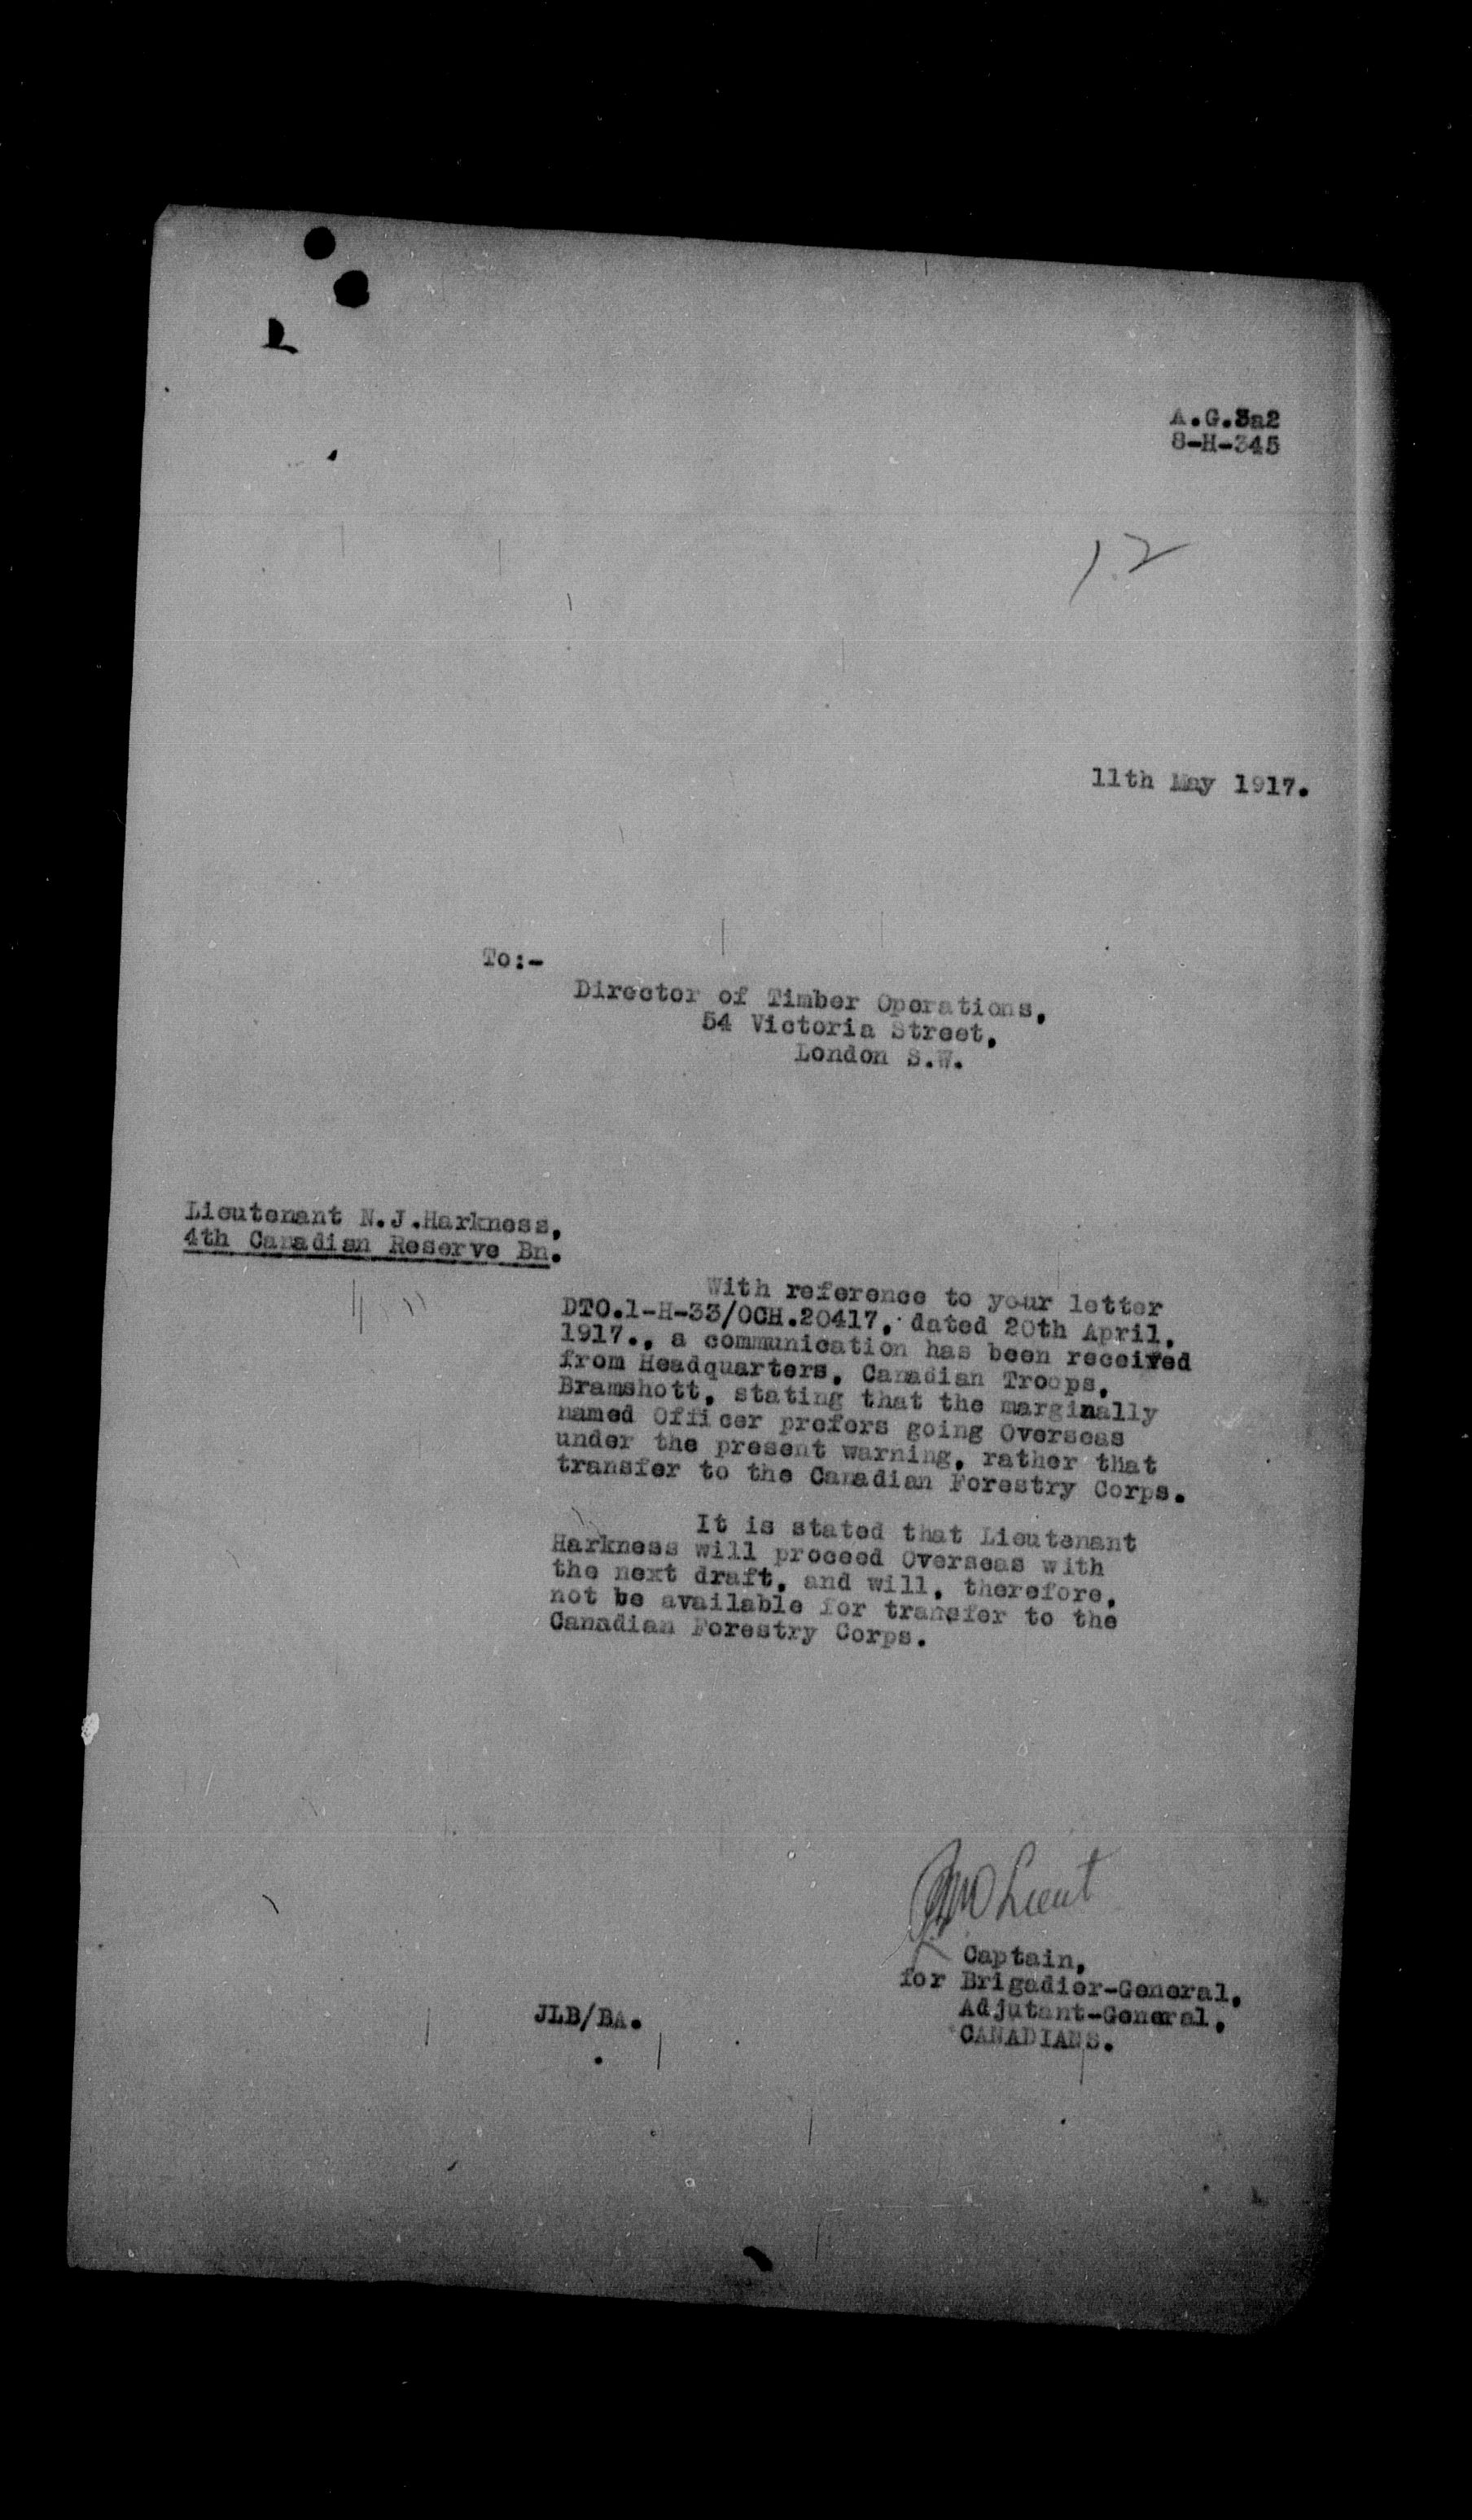 A.G.3a2
8-H-345
12
11th May 1917.
To:-
Director of Timber Operations,
54 Victoria Street,
London S.W.
Lieutenant N.J.Harkness,
4th Canadian Reserve Bn.
With reference to your letter
DTO.1-H-33/OCH.20417, dated 20th April,
1917., a communication has been received
from Headquarters, Canadian Troops,
Bramshott, stating that the marginally
named Officer prefers going Overseas
under the present warning, rather that
transfer to the Canadian Forestry Corps.
It is stated that Lieutenant
Harkness will proceed Overseas with
the next draft, and will, therefore,
not be available for transfer to the
Canadian Forestry Corps.
Lieut
Captain,
for Brigadier-General,
Adjutant-General,
CANADIANS.
JLB/BA.